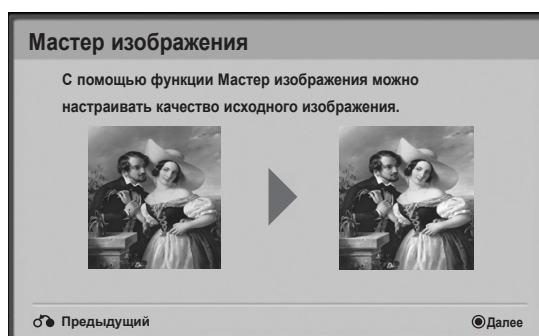 Мастер изображения
С помощью функции Мастер изображения можно
настраивать качество исходного изображения.
Предыдущий
Далее